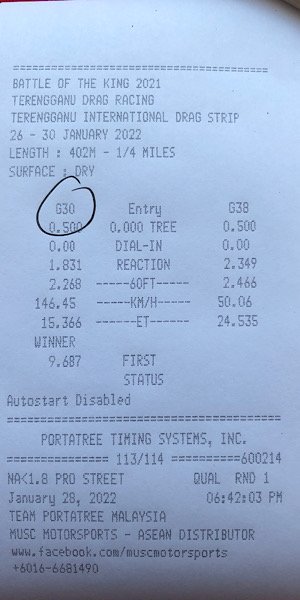 ==========================================
BATTLE OF THE KING 2021
TERENGGANU DRAG RACING
TERENGGANU INTERNATIONAL DRAG STRIP
26 - 30 JANUARY 2022
LENGTH : 402M - 1/4 MILES
SURFACE : DRY
G30 Entry G38
0.500 0.000 TREE 0.500
0.00 DIAL-IN 0.00
1.831 REACTION 2.349
2.268 -----60FT----- 2.466
146.45 -----KM/H----- 50.06
15.366 ------ET------ 24.535
WINNER
9.687 FIRST
STATUS
Autostart Disabled
==========================================
PORTATREE TIMING SYSTEMS, INC.
=============== 113/114 ==========600214
NA<1.8 PRO STREET QUAL RND 1
January 28, 2022 06:42:03 PM
TEAM PORTATREE MALAYSIA
MUSC MOTORSPORTS - ASEAN DISTRIBUTOR
www.facebook.com/muscmotorsports
+6016-6681490